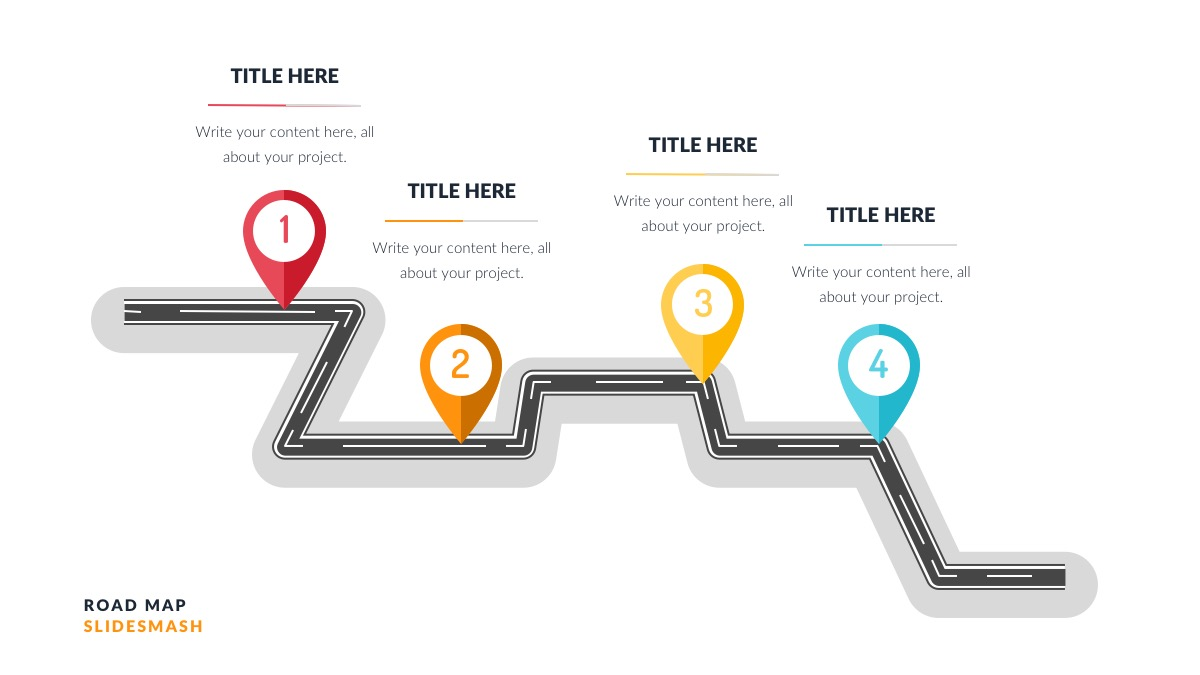 TITLE HERE
Write your content here, all
about your project.
1
TITLE HERE
Write your content here, all
about your project.
2
TITLE HERE
Write your content here, all
about your project.
3
TITLE HERE
Write your content here, all
about your project.
4
ROAD MAP
SLIDESMASH